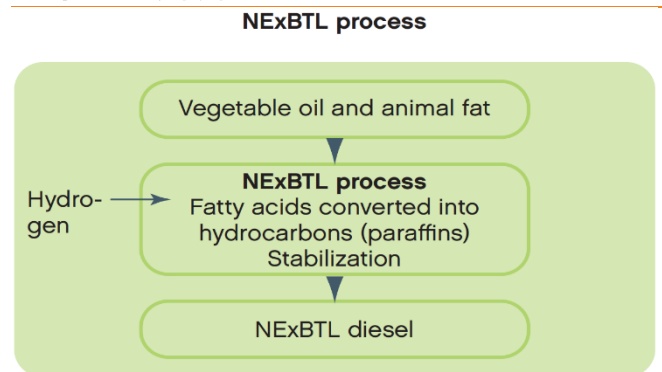 NExBTL process
Vegetable oil and animal fat
Hydro-
gen
NExBTL process
Fatty acids converted into
hydrocarbons (paraffins)
Stabilization
NExBTL diesel